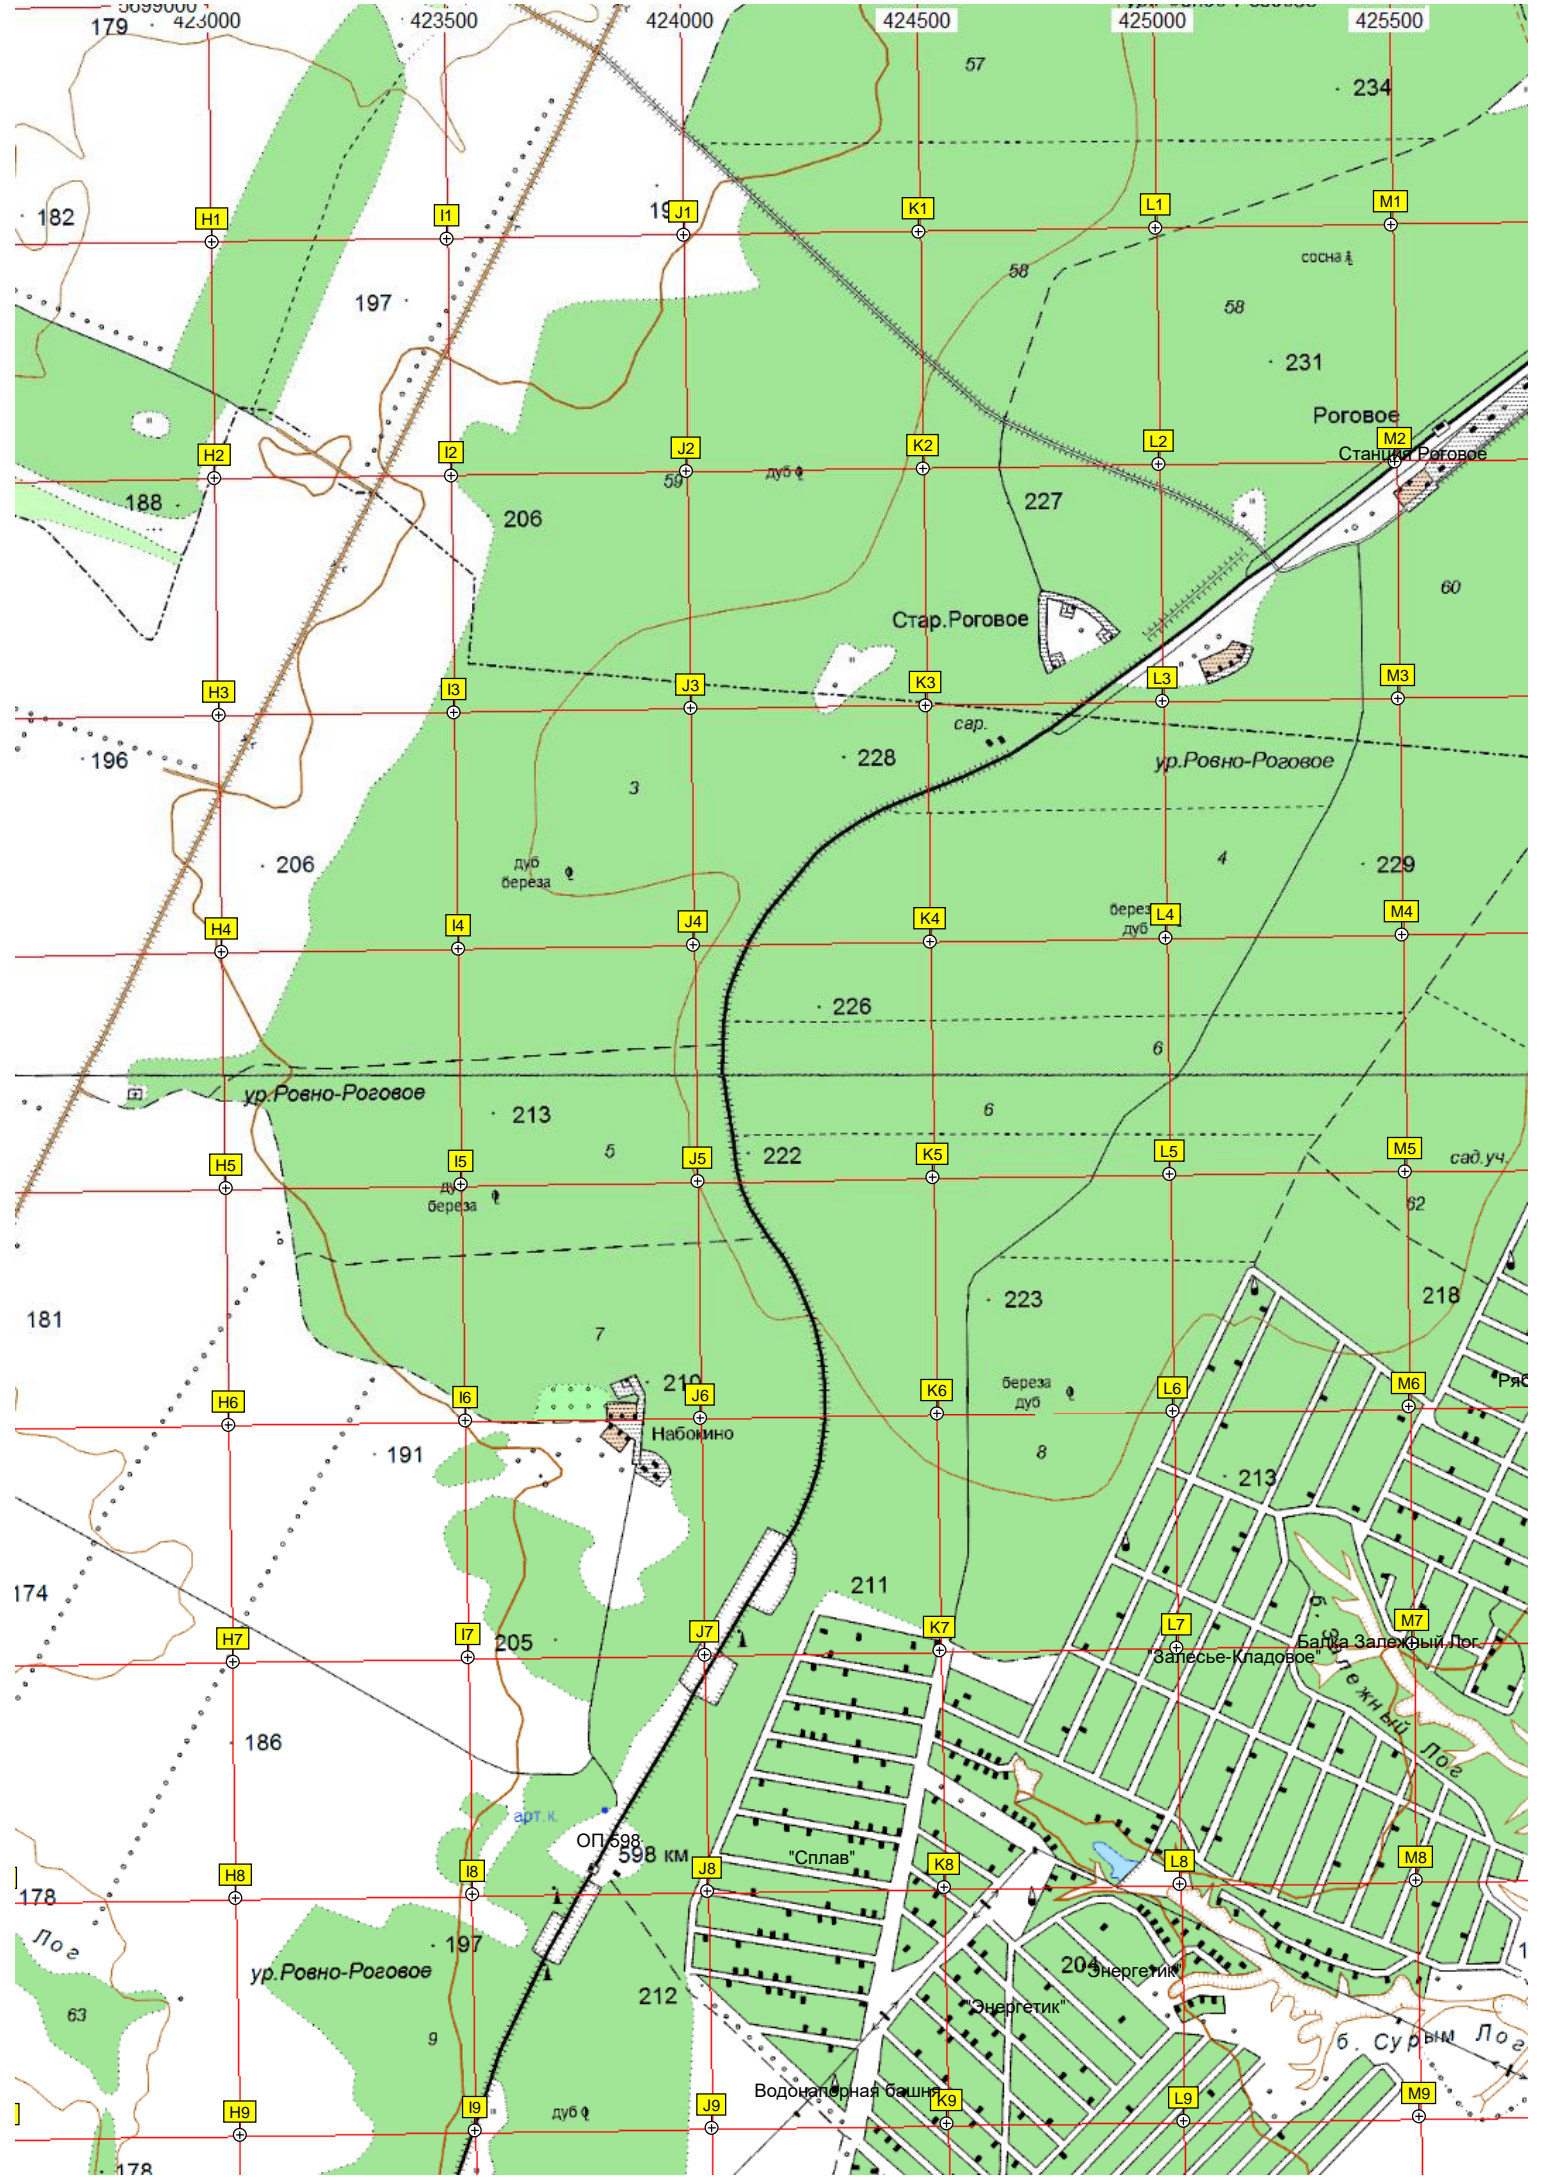 5699000
423000
423500
424000
424500
425000
425500
179
57
234
182
H1
I1
J1
K1
L1
M1
сосна
58
58
197
231
Роговое
H2
I2
J2
K2
L2
M2
Станция Роговое
59
дуб
188
206
227
60
Стар.Роговое
H3
I3
J3
K3
L3
M3
сар.
196
228
ур.Ровно-Роговое
3
206
дуб
береза
4
229
H4
I4
J4
K4
L4
M4
дуб
226
6
ур.Ровно-Роговое
213
6
5
222
H5
I5
J5
K5
L5
M5
сад.уч.
береза
62
181
223
218
7
H6
I6
J6
K6
L6
M6
береза
дуб
Набокино
191
8
213
174
211
H7
I7
J7
K7
L7
M7
205
Балка Залежный Лог
"Залесье-Кладовое"
б. Залежный Лог
186
арт.к.
ОП 598
598 км
"Сплав"
H8
I8
J8
K8
L8
M8
178
Лог
197
ур.Ровно-Роговое
204
"Энергетик"
"Энергетик"
212
63
9
б. Сурым Лог
Водонапорная башня
H9
I9
J9
K9
L9
M9
дуб
178